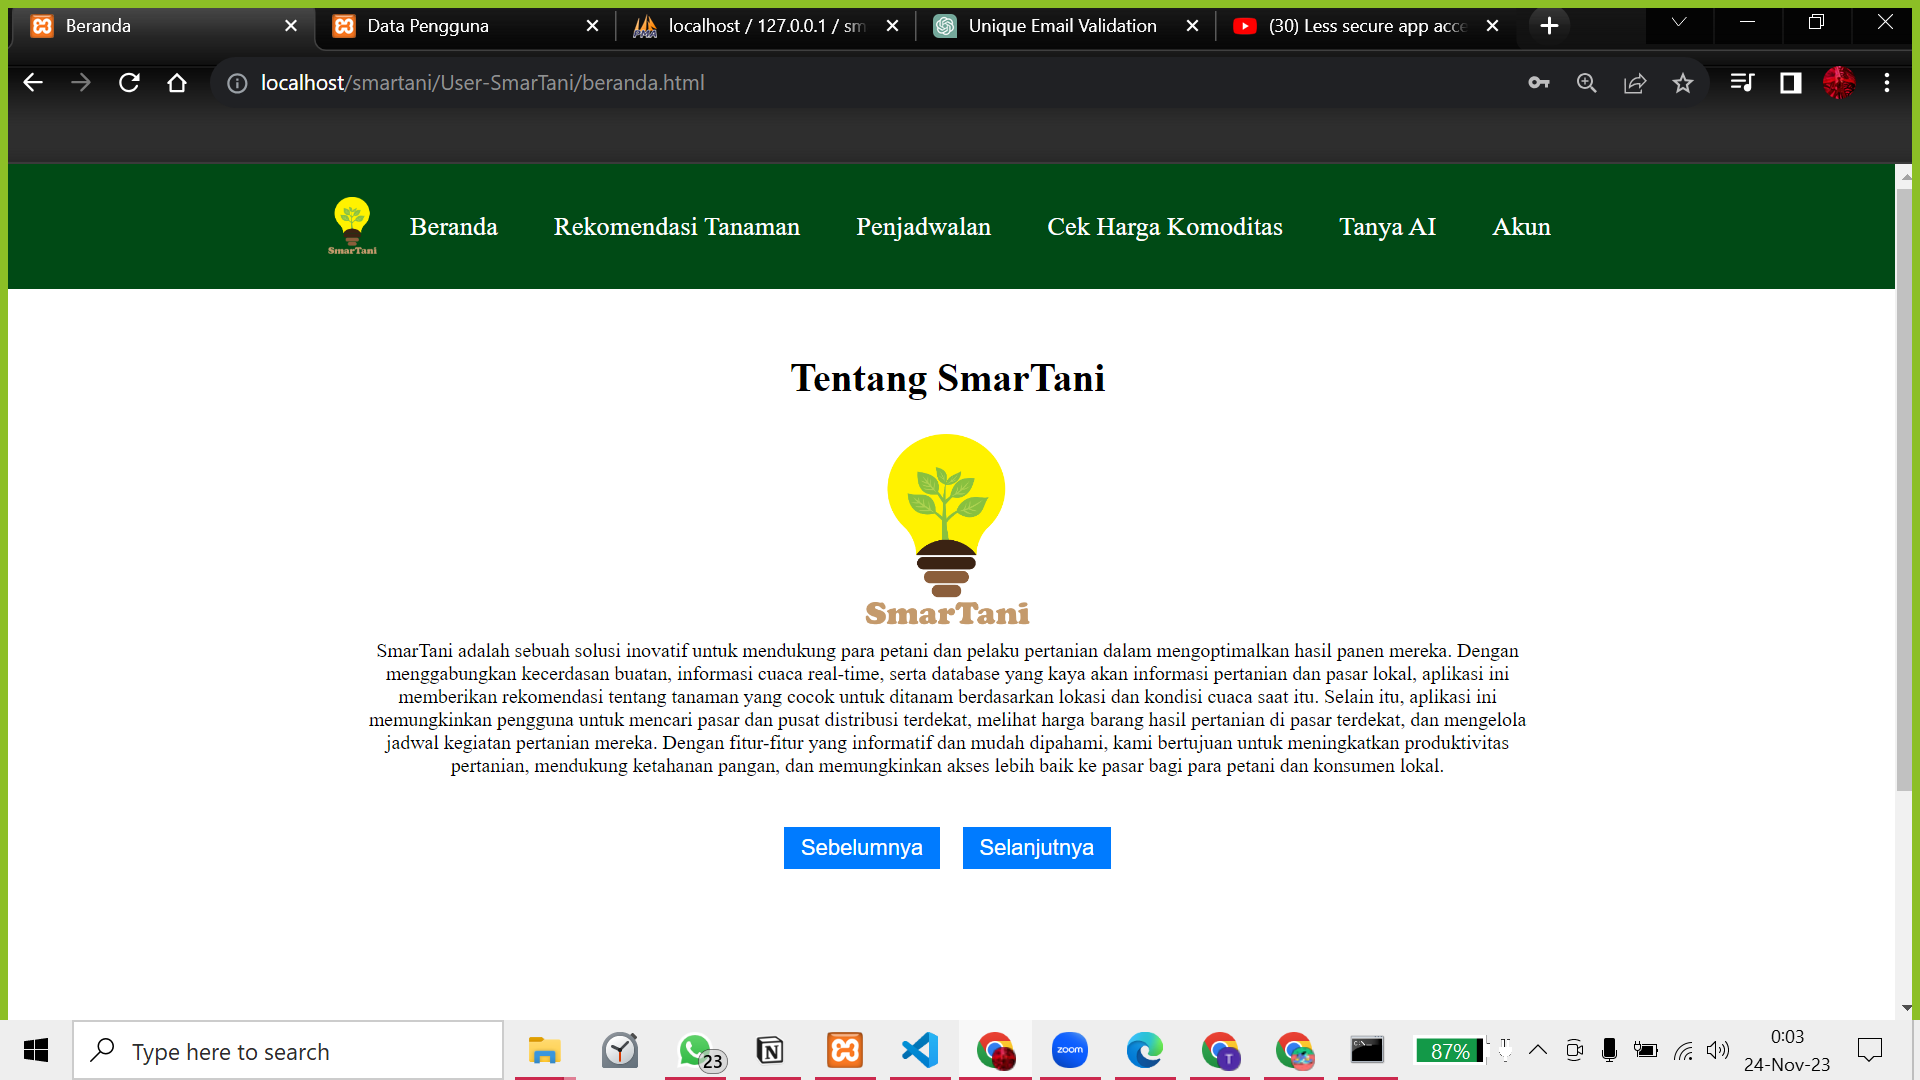 Beranda
Data Pengguna
localhost / 127.0.0.1 / sm
Unique Email Validation
(30) Less secure app acce
localhost/smartani/User-SmarTani/beranda.html
SmarTani
Beranda
Rekomendasi Tanaman
Penjadwalan
Cek Harga Komoditas
Tanya AI
Akun
Tentang SmarTani
SmarTani
SmarTani adalah sebuah solusi inovatif untuk mendukung para petani dan pelaku pertanian dalam mengoptimalkan hasil panen mereka. Dengan
menggabungkan kecerdasan buatan, informasi cuaca real-time, serta database yang kaya akan informasi pertanian dan pasar lokal, aplikasi ini
memberikan rekomendasi tentang tanaman yang cocok untuk ditanam berdasarkan lokasi dan kondisi cuaca saat itu. Selain itu, aplikasi ini
memungkinkan pengguna untuk mencari pasar dan pusat distribusi terdekat, melihat harga barang hasil pertanian di pasar terdekat, dan mengelola
jadwal kegiatan pertanian mereka. Dengan fitur-fitur yang informatif dan mudah dipahami, kami bertujuan untuk meningkatkan produktivitas
pertanian, mendukung ketahanan pangan, dan memungkinkan akses lebih baik ke pasar bagi para petani dan konsumen lokal.
Sebelumnya
Selanjutnya
Type here to search
23
zoom
T
87%
0:03
24-Nov-23